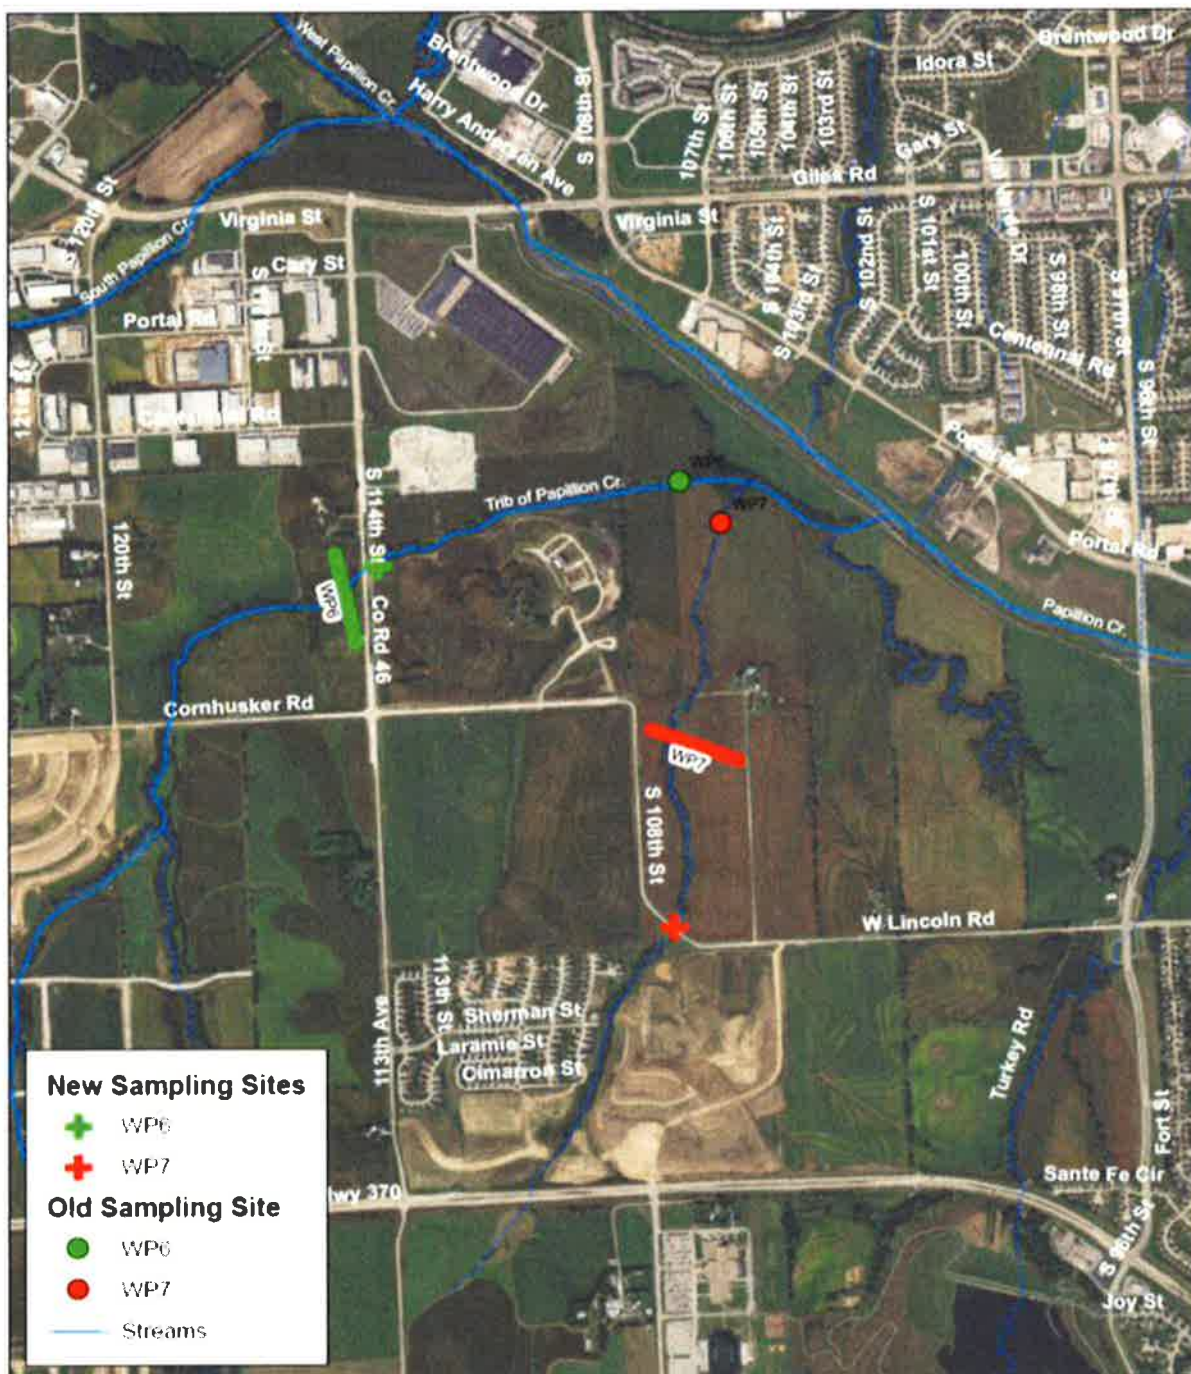 West Papillion Cr.
Brentwood Dr
Harry Andersen Ave
S 108th St
107th St
106th St
105th St
104th St
103rd St
Idora St
Brentwood Dr
Gary St
Giles Rd
Val Verde Dr
S 120th St
Virginia St
South Papillion Cr.
Cary St
Portal Rd
Virginia St
S 104th St
S 103rd St
S 102nd St
S 101st St
100th St
S 98th St
S 97th St
Centennial Rd
S 96th St
S 114th St
Trib of Papillion Cr.
WP7
Portal Rd
120th St
WP6
Co Rd 46
Papillion Cr.
Cornhusker Rd
WP7
S 108th St
W Lincoln Rd
113th Ave
113th St
Sherman St
Laramie St
Cimarron St
Turkey Rd
Fort St
Sante Fe Cir
S 96th St
Joy St
Hwy 370
New Sampling Sites
WP6
WP7
Old Sampling Site
WP6
WP7
Streams